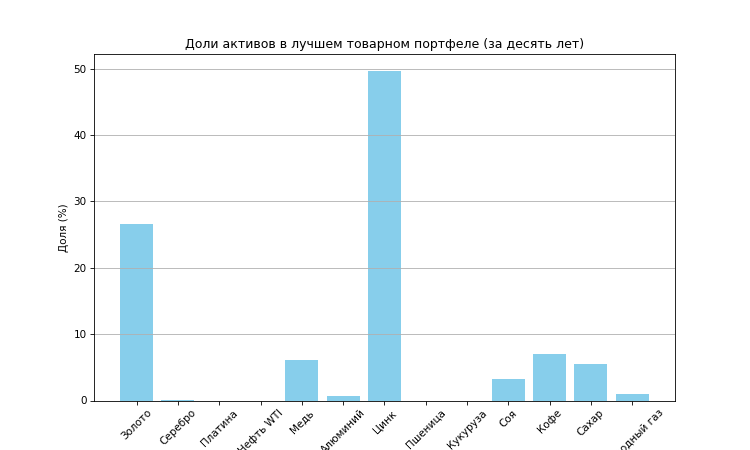 Доли активов в лучшем товарном портфеле (за десять лет)
Доля (%)
50
40
30
20
10
0
Золото
Серебро
Платина
Нефть WTI
Медь
Алюминий
Цинк
Пшеница
Кукуруза
Соя
Кофе
Сахар
одный газ